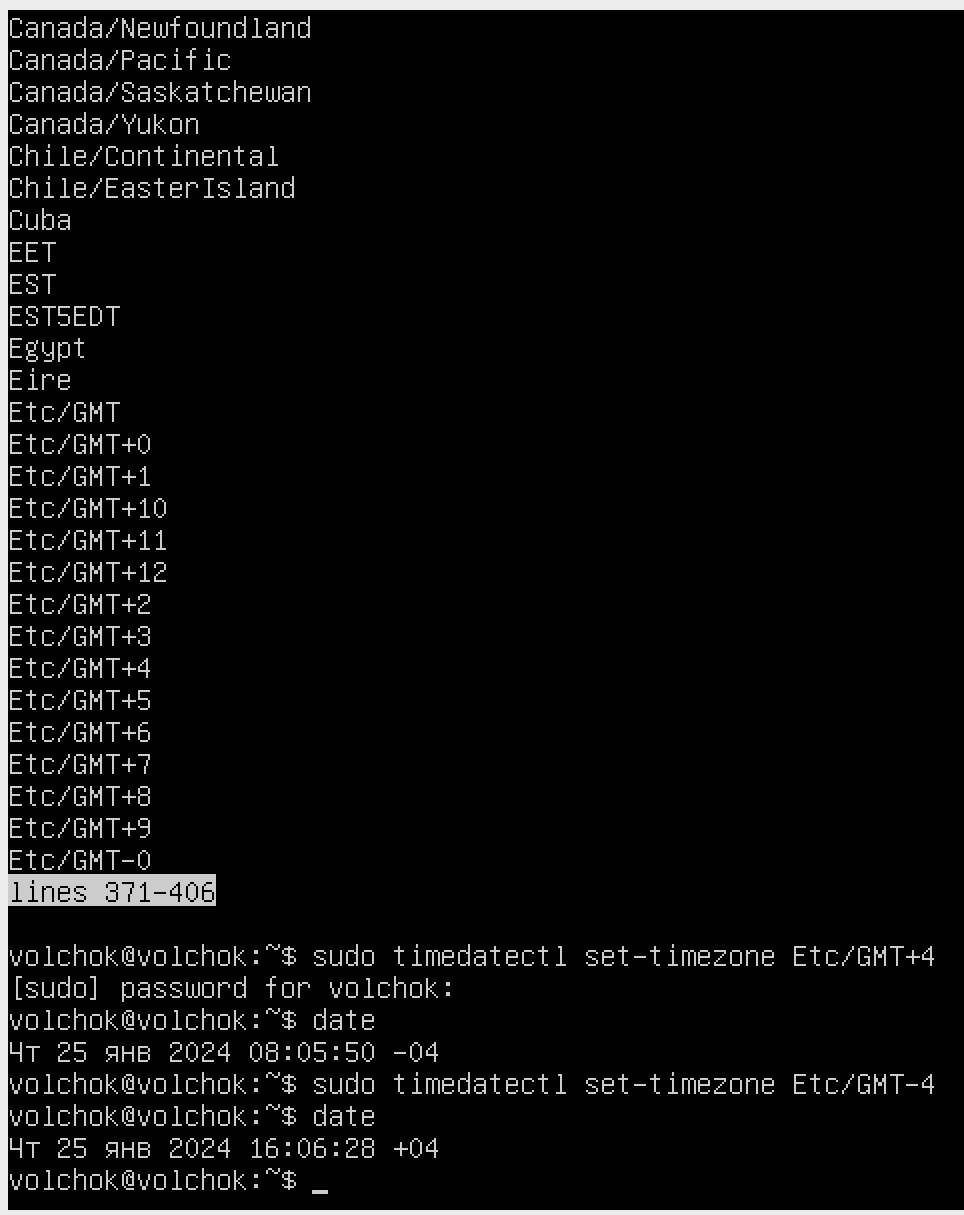 Canada/Newfoundland
Canada/Pacific
Canada/Saskatchewan
Canada/Yukon
Chile/Continental
Chile/EasterIsland
Cuba
EET
EST
EST5EDT
Egypt
Eire
Etc/GMT
Etc/GMT+0
Etc/GMT+1
Etc/GMT+10
Etc/GMT+11
Etc/GMT+12
Etc/GMT+2
Etc/GMT+3
Etc/GMT+4
Etc/GMT+5
Etc/GMT+6
Etc/GMT+7
Etc/GMT+8
Etc/GMT+9
Etc/GMT-0
lines 371-406
volchok@volchok:~$ sudo timedatectl set-timezone Etc/GMT+4
[sudo] password for volchok:
volchok@volchok:~$ date
Чт 25 янв 2024 08:05:50 -04
volchok@volchok:~$ sudo timedatectl set-timezone Etc/GMT-4
volchok@volchok:~$ date
Чт 25 янв 2024 16:06:28 +04
volchok@volchok:~$ _